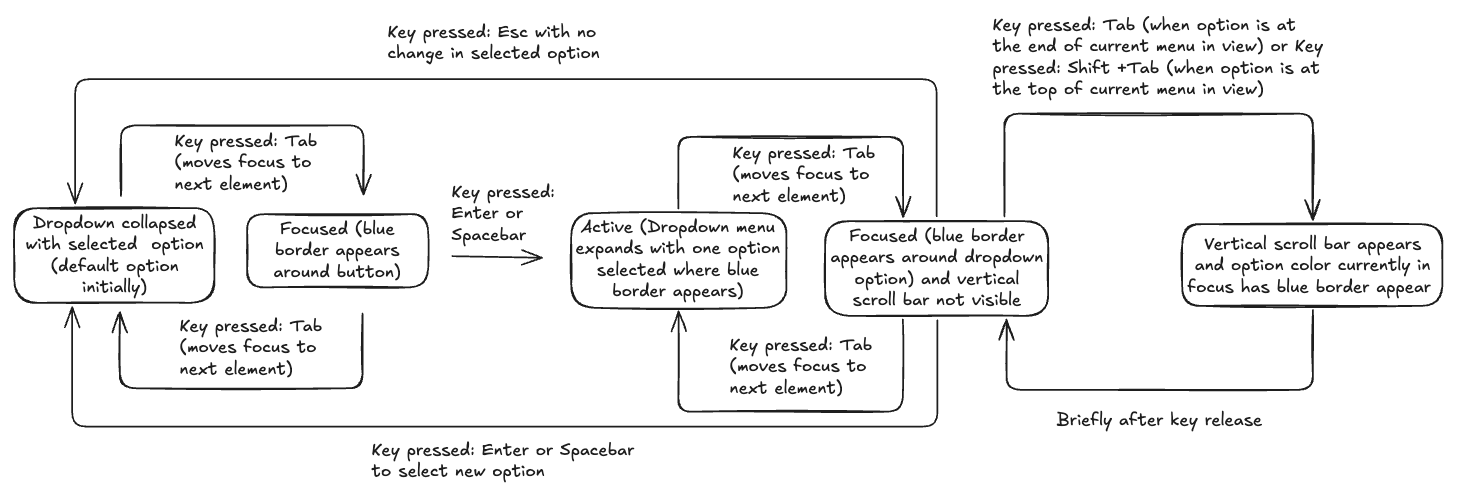 Key pressed: Esc with no
change in selected option
Key pressed: Tab (when option is at
the end of current menu in view) or Key
pressed: Shift +Tab (when option is at
the top of current menu in view)
Key pressed: Tab
(moves focus to
next element)
Key pressed:
Enter or
Spacebar
Key pressed: Tab
(moves focus to
next element)
Dropdown collapsed
with selected option
(default option
initially)
Focused (blue
border appears
around button)
Active (Dropdown menu
expands with one option
selected where blue
border appears)
Focused (blue border
appears around dropdown
option) and vertical
scroll bar not visible
Vertical scroll bar appears
and option color currently in
focus has blue border appear
Key pressed: Tab
(moves focus to
next element)
Key pressed: Tab
(moves focus to
next element)
Briefly after key release
Key pressed: Enter or Spacebar
to select new option